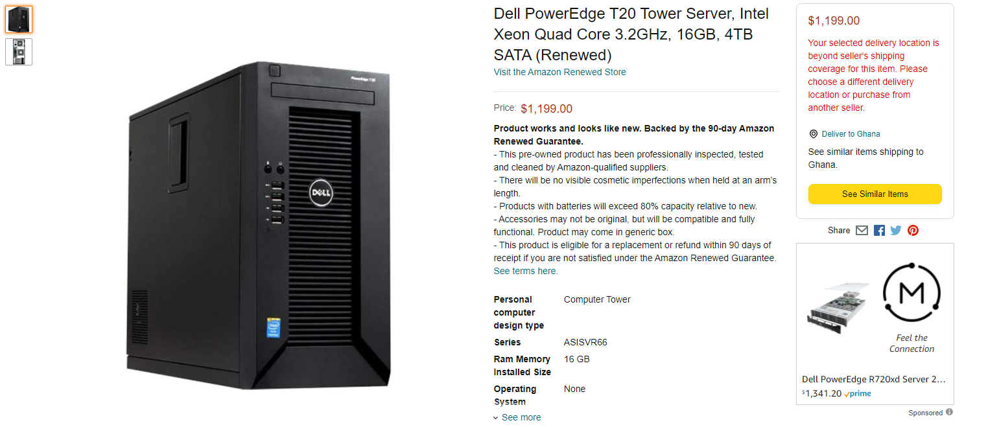 Dell PowerEdge T20 Tower Server, Intel
Xeon Quad Core 3.2GHz, 16GB, 4TB
SATA (Renewed)
Visit the Amazon Renewed Store
Price: $1,199.00
Product works and looks like new. Backed by the 90-day Amazon
Renewed Guarantee.
- This pre-owned product has been professionally inspected, tested
and cleaned by Amazon-qualified suppliers.
- There will be no visible cosmetic imperfections when held at an arm's
length.
- Products with batteries will exceed 80% capacity relative to new.
- Accessories may not be original, but will be compatible and fully
functional. Product may come in generic box.
- This product is eligible for a replacement or refund within 90 days of
receipt if you are not satisfied under the Amazon Renewed Guarantee.
See terms here.
Personal Computer Tower
computer
design type
Series ASISVR66
Ram Memory 16 GB
Installed Size
Operating None
System
See more
PowerEdge T20
DELL
$1,199.00
Your selected delivery location is
beyond seller's shipping
coverage for this item. Please
choose a different delivery
location or purchase from
another seller.
Deliver to Ghana
See similar items shipping to
Ghana.
See Similar Items
Share
M
Feel the
Connection
Dell PowerEdge R720xd Server 2…
$1,341.20 prime
Sponsored